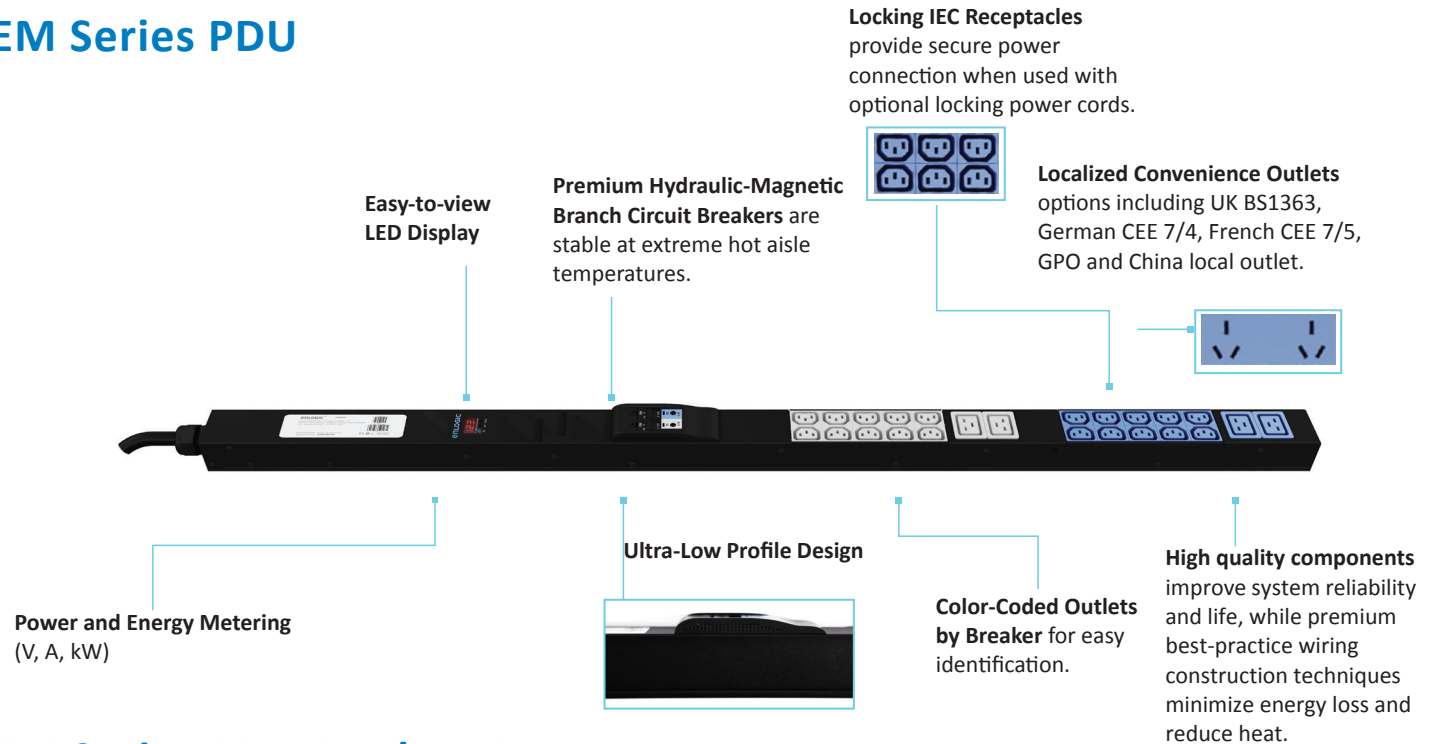 EM Series PDU
Locking IEC Receptacles
provide secure power
connection when used with
optional locking power cords.
Easy-to-view
LED Display
Premium Hydraulic-Magnetic
Branch Circuit Breakers are
stable at extreme hot aisle
temperatures.
Localized Convenience Outlets
options including UK BS1363,
German CEE 7/4, French CEE 7/5,
GPO and China local outlet.
enLOGIC
123
Power and Energy Metering
(V, A, kW)
Ultra-Low Profile Design
Color-Coded Outlets
by Breaker for easy
identification.
High quality components
improve system reliability
and life, while premium
best-practice wiring
construction techniques
minimize energy loss and
reduce heat.